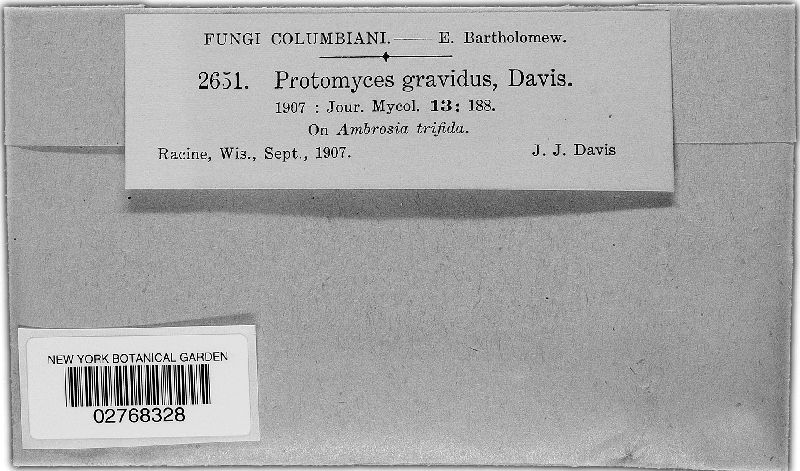 FUNGI COLUMBIANI.—— E. Bartholomew.
2651. Protomyces gravidus, Davis.
1907 : Jour. Mycol. 13: 188.
On Ambrosia trifida.
Racine, Wis., Sept., 1907. J. J. Davis
NEW YORK BOTANICAL GARDEN
02768328